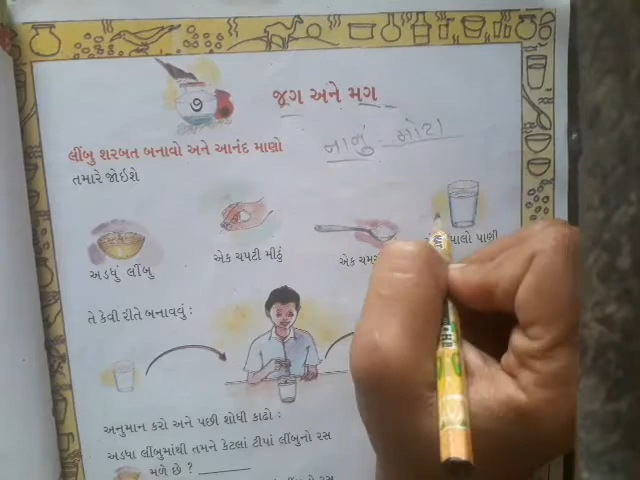 ૭
જૂગ અને મગ
નાનું મોટા
લીંબુ શરબત બનાવો અને આનંદ માણો
તમારે જોઈશે
અડધું લીંબુ
એક ચપટી મીઠું
એક
પાણી
તે કેવી રીતે બનાવવું :
અનુમાન કરો અને પછી શોધી કાઢો :
અડધા લીંબુમાંથી તમને કેટલાં ટીપાં લીંબુનો રસ
મળે છે ?